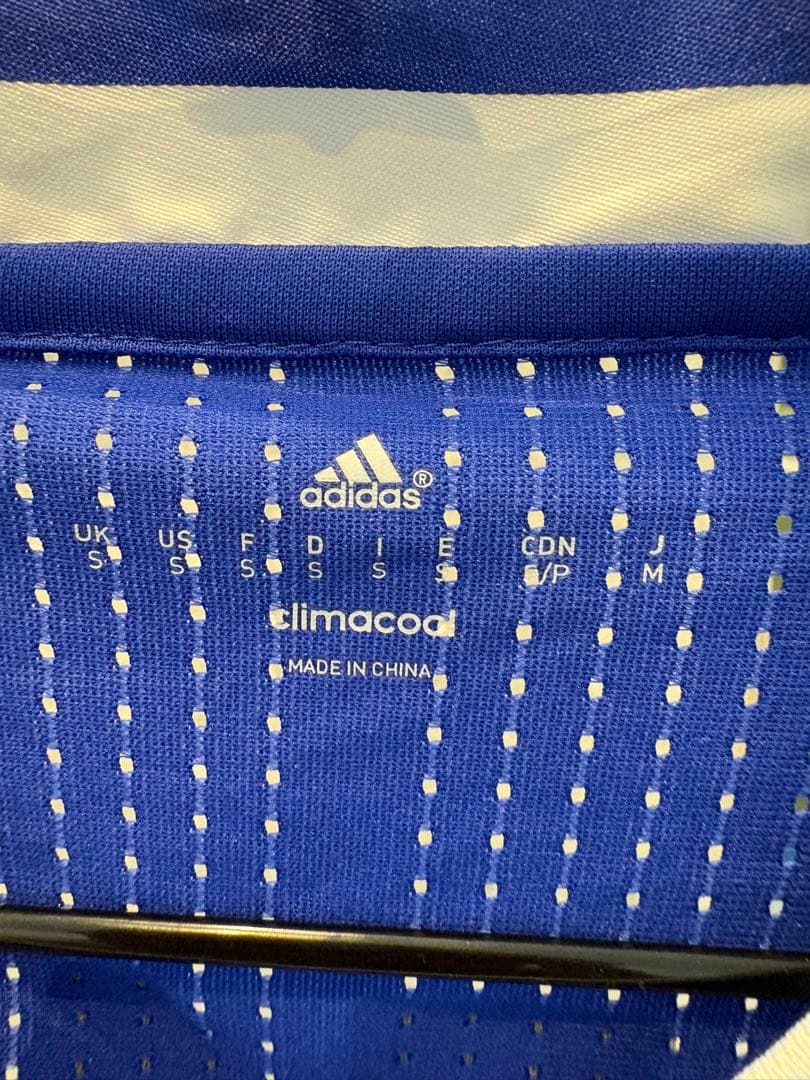 adidas®
UK US F D I E CDN J
S S S S S S S/P M
climacool
MADE IN CHINA